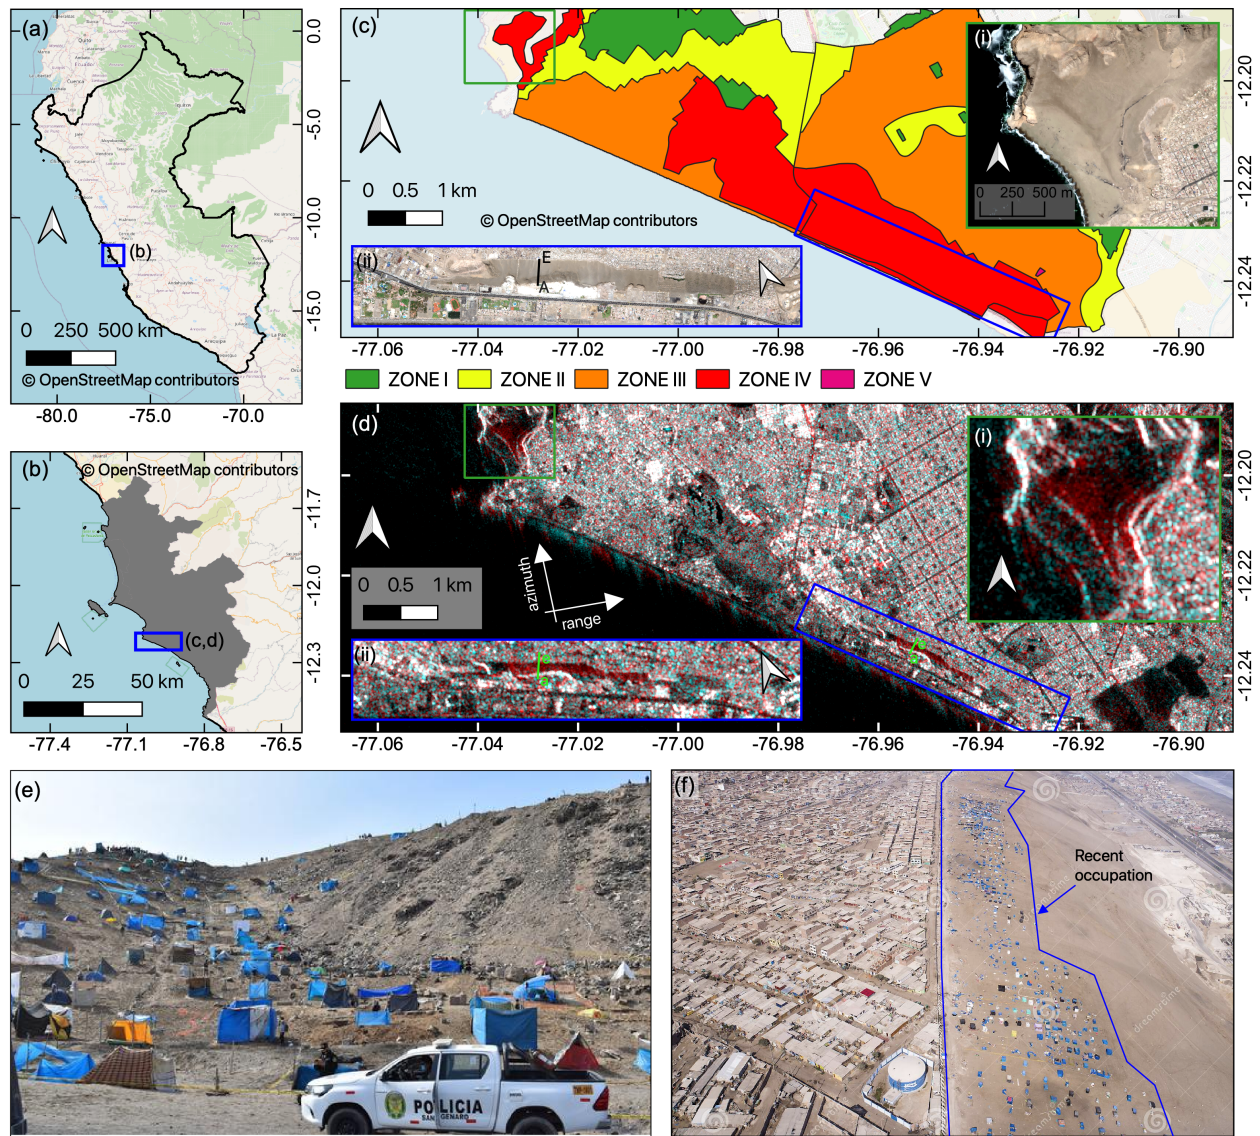 (a)
0.0
-5.0
-10.0
-15.0
(b)
0 250 500 km
© OpenStreetMap contributors
-80.0 -75.0 -70.0
(b)
© OpenStreetMap contributors
-11.7
-12.0
-12.3
(c,d)
0 25 50 km
-77.4 -77.1 -76.8 -76.5
(c)
(i)
0 250 500 m
-12.20
-12.22
-12.24
0 0.5 1 km
© OpenStreetMap contributors
(ii)
E
A
-77.06 -77.04 -77.02 -77.00 -76.98 -76.96 -76.94 -76.92 -76.90
ZONE I ZONE II ZONE III ZONE IV ZONE V
(d)
(i)
-12.20
-12.22
-12.24
0 0.5 1 km
azimuth
range
(ii)
-77.06 -77.04 -77.02 -77.00 -76.98 -76.96 -76.94 -76.92 -76.90
(e)
POLICIA
SAN GENARO
(f)
Recent
occupation
dreamstime